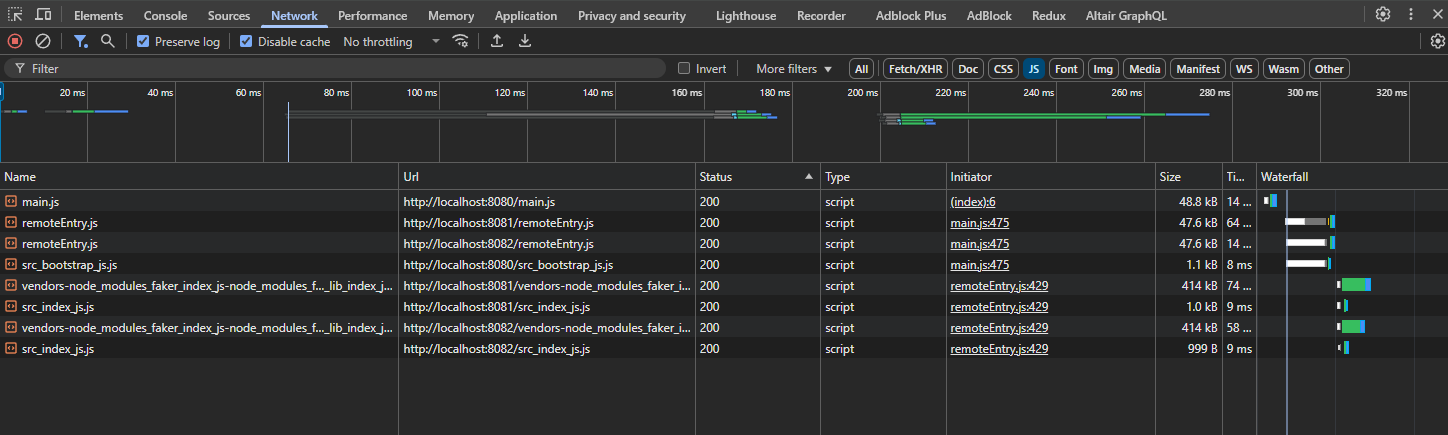 Elements Console Sources Network Performance Memory Application Privacy and security Lighthouse Recorder Adblock Plus AdBlock Redux Altair GraphQL
Preserve log Disable cache No throttling
Filter Invert More filters All Fetch/XHR Doc CSS JS Font Img Media Manifest WS Wasm Other
20 ms 40 ms 60 ms 80 ms 100 ms 120 ms 140 ms 160 ms 180 ms 200 ms 220 ms 240 ms 260 ms 280 ms 300 ms 320 ms
Name Url Status Type Initiator Size Ti... Waterfall
main.js http://localhost:8080/main.js 200 script (index):6 48.8 kB 14 ...
remoteEntry.js http://localhost:8081/remoteEntry.js 200 script main.js:475 47.6 kB 64 ...
remoteEntry.js http://localhost:8082/remoteEntry.js 200 script main.js:475 47.6 kB 14 ...
src_bootstrap_js.js http://localhost:8080/src_bootstrap_js.js 200 script main.js:475 1.1 kB 8 ms
vendors-node_modules_faker_index_js-node_modules_f..._lib_index_j... http://localhost:8081/vendors-node_modules_faker_i... 200 script remoteEntry.js:429 414 kB 74 ...
src_index_js.js http://localhost:8081/src_index_js.js 200 script remoteEntry.js:429 1.0 kB 9 ms
vendors-node_modules_faker_index_js-node_modules_f..._lib_index_j... http://localhost:8082/vendors-node_modules_faker_i... 200 script remoteEntry.js:429 414 kB 58 ...
src_index_js.js http://localhost:8082/src_index_js.js 200 script remoteEntry.js:429 999 B 9 ms